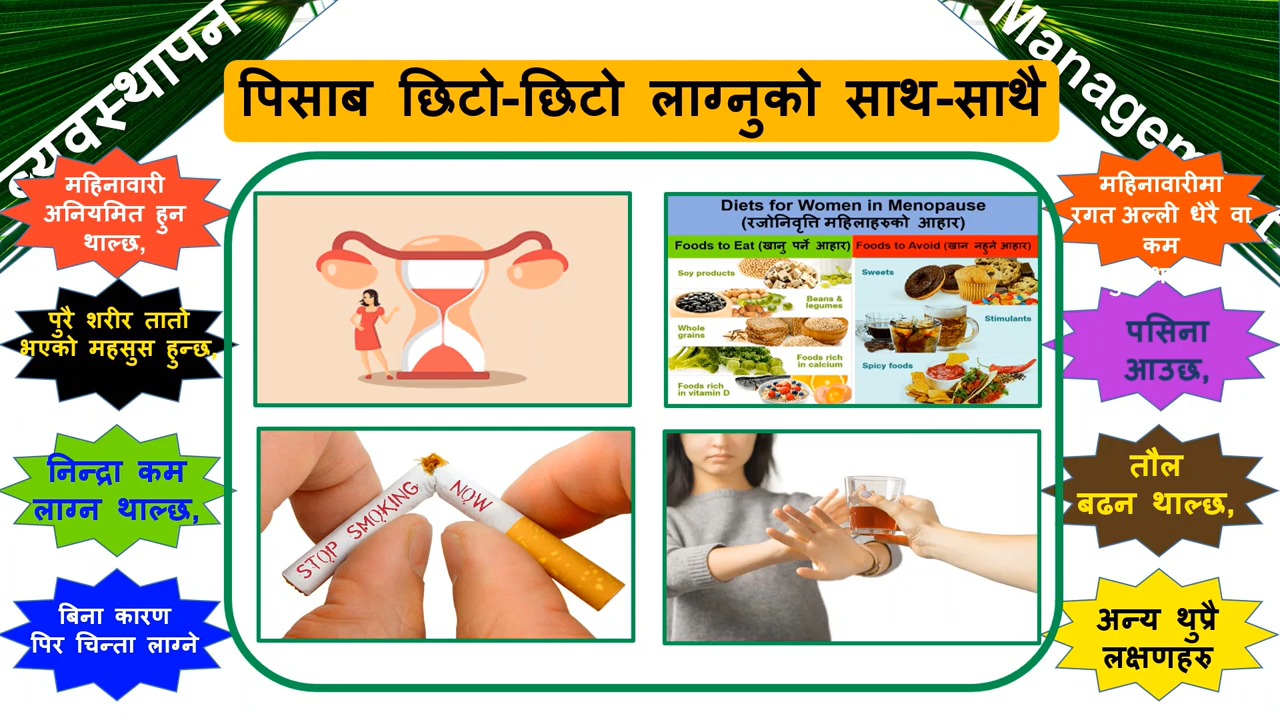 व्यवस्थापन
Managem
पिसाब छिटो-छिटो लाग्नुको साथ-साथै
महिनावारी
अनियमित हुन
थाल्छ,
पुरै शरीर तातो
भएको महसुस हुन्छ,
निन्द्रा कम
लाग्न थाल्छ,
बिना कारण
पिर चिन्ता लाग्ने
Diets for Women in Menopause
(रजोनिवृत्ति महिलाहरुको आहार)
Foods to Eat (खानु पर्ने आहार)
Foods to Avoid (खान नहुने आहार)
Soy products
Beans &
legumes
Whole
grains
Foods rich
in calcium
Foods rich
in vitamin D
Sweets
Stimulants
Spicy foods
STOP SMOKING
NOW
महिनावारीमा
रगत अल्ली धेरै वा
कम
पसिना
आउछ,
तौल
बढन थाल्छ,
अन्य थुप्रै
लक्षणहरु